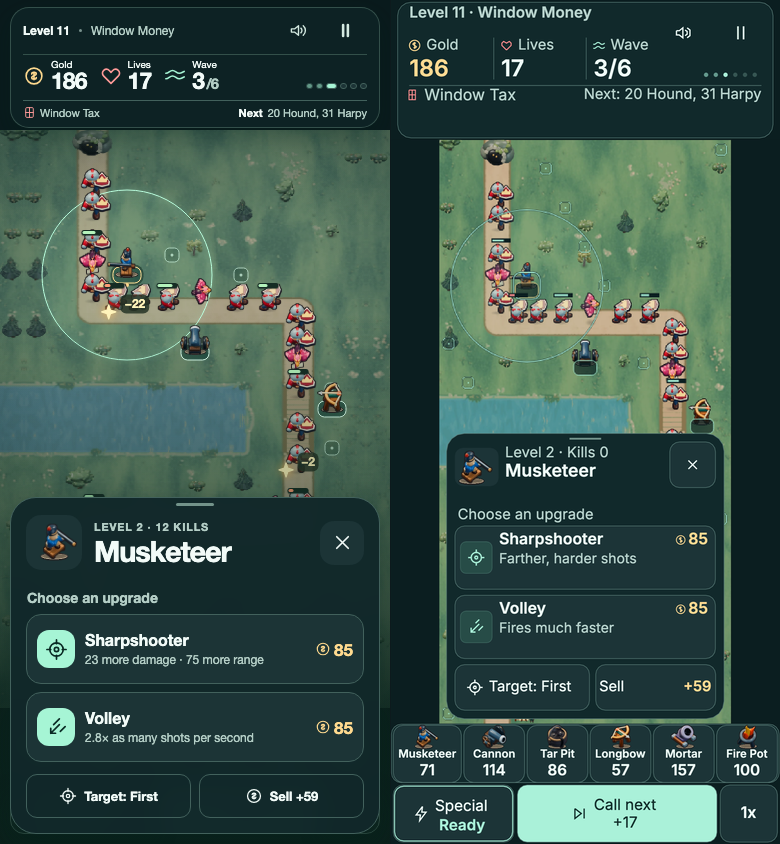 Level 11 • Window Money
Gold
186
Lives
17
Wave
3/6
Window Tax
Next 20 Hound, 31 Harpy
−22
−2
LEVEL 2 · 12 KILLS
Musketeer
Choose an upgrade
Sharpshooter
23 more damage · 75 more range
85
Volley
2.8× as many shots per second
85
Target: First
Sell +59
Level 11 · Window Money
Gold
186
Lives
17
Wave
3/6
Window Tax
Next: 20 Hound, 31 Harpy
Level 2 · Kills 0
Musketeer
Choose an upgrade
Sharpshooter
85
Farther, harder shots
Volley
85
Fires much faster
Target: First
Sell +59
Musketeer
71
Cannon
114
Tar Pit
86
Longbow
57
Mortar
157
Fire Pot
100
Special
Ready
Call next
+17
1x